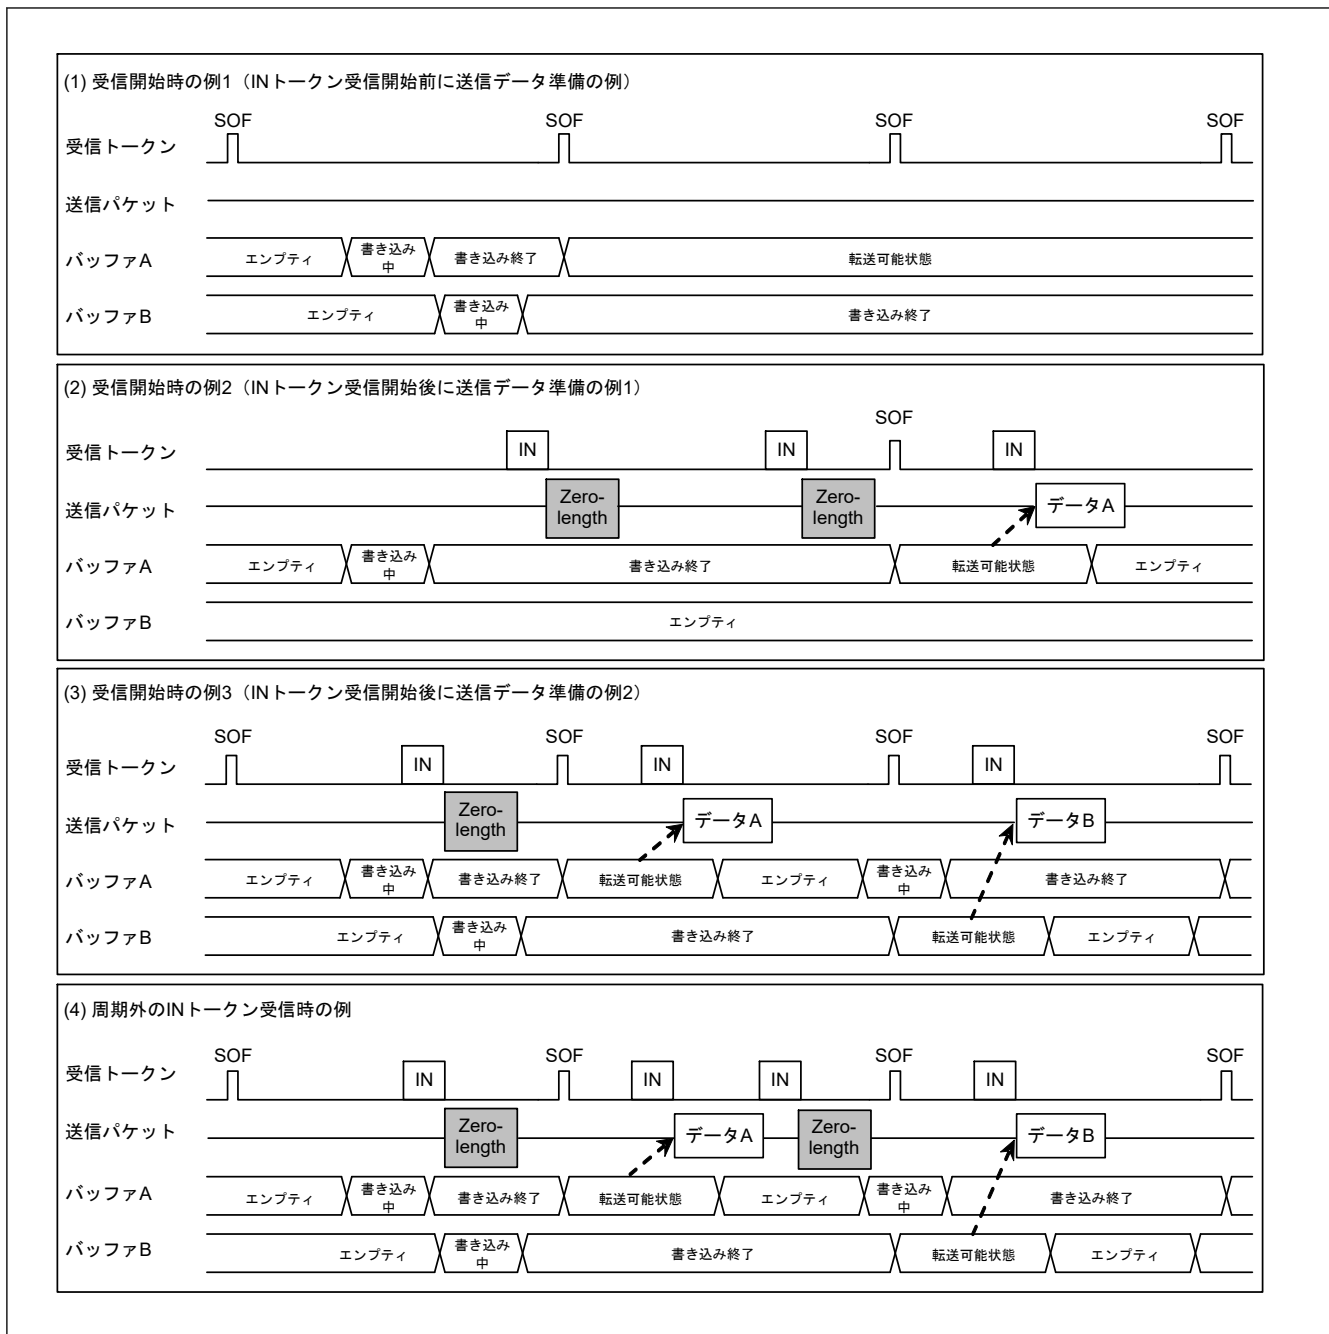 (1) 受信開始時の例1（INトークン受信開始前に送信データ準備の例）
SOF SOF SOF SOF
受信トークン
送信パケット
バッファA エンプティ 書き込み中 書き込み終了 転送可能状態
バッファB エンプティ 書き込み中 書き込み終了
(2) 受信開始時の例2（INトークン受信開始後に送信データ準備の例1）
SOF
受信トークン IN IN IN
送信パケット Zero-length Zero-length データA
バッファA エンプティ 書き込み中 書き込み終了 転送可能状態 エンプティ
バッファB エンプティ
(3) 受信開始時の例3（INトークン受信開始後に送信データ準備の例2）
SOF SOF SOF SOF
受信トークン IN IN IN
送信パケット Zero-length データA データB
バッファA エンプティ 書き込み中 書き込み終了 転送可能状態 エンプティ 書き込み中 書き込み終了
バッファB エンプティ 書き込み中 書き込み終了 転送可能状態 エンプティ
(4) 周期外のINトークン受信時の例
SOF SOF SOF SOF
受信トークン IN IN IN IN
送信パケット Zero-length データA Zero-length データB
バッファA エンプティ 書き込み中 書き込み終了 転送可能状態 エンプティ 書き込み中 書き込み終了
バッファB エンプティ 書き込み中 書き込み終了 転送可能状態 エンプティ